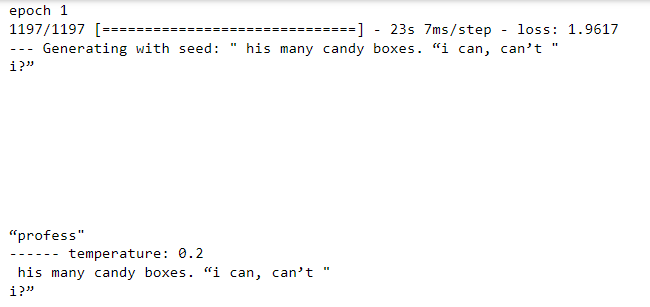 epoch 1
1197/1197 [==============================] - 23s 7ms/step - loss: 1.9617
--- Generating with seed: " his many candy boxes. “i can, can’t "
i?”
“profess"
------ temperature: 0.2
 his many candy boxes. “i can, can’t "
i?”